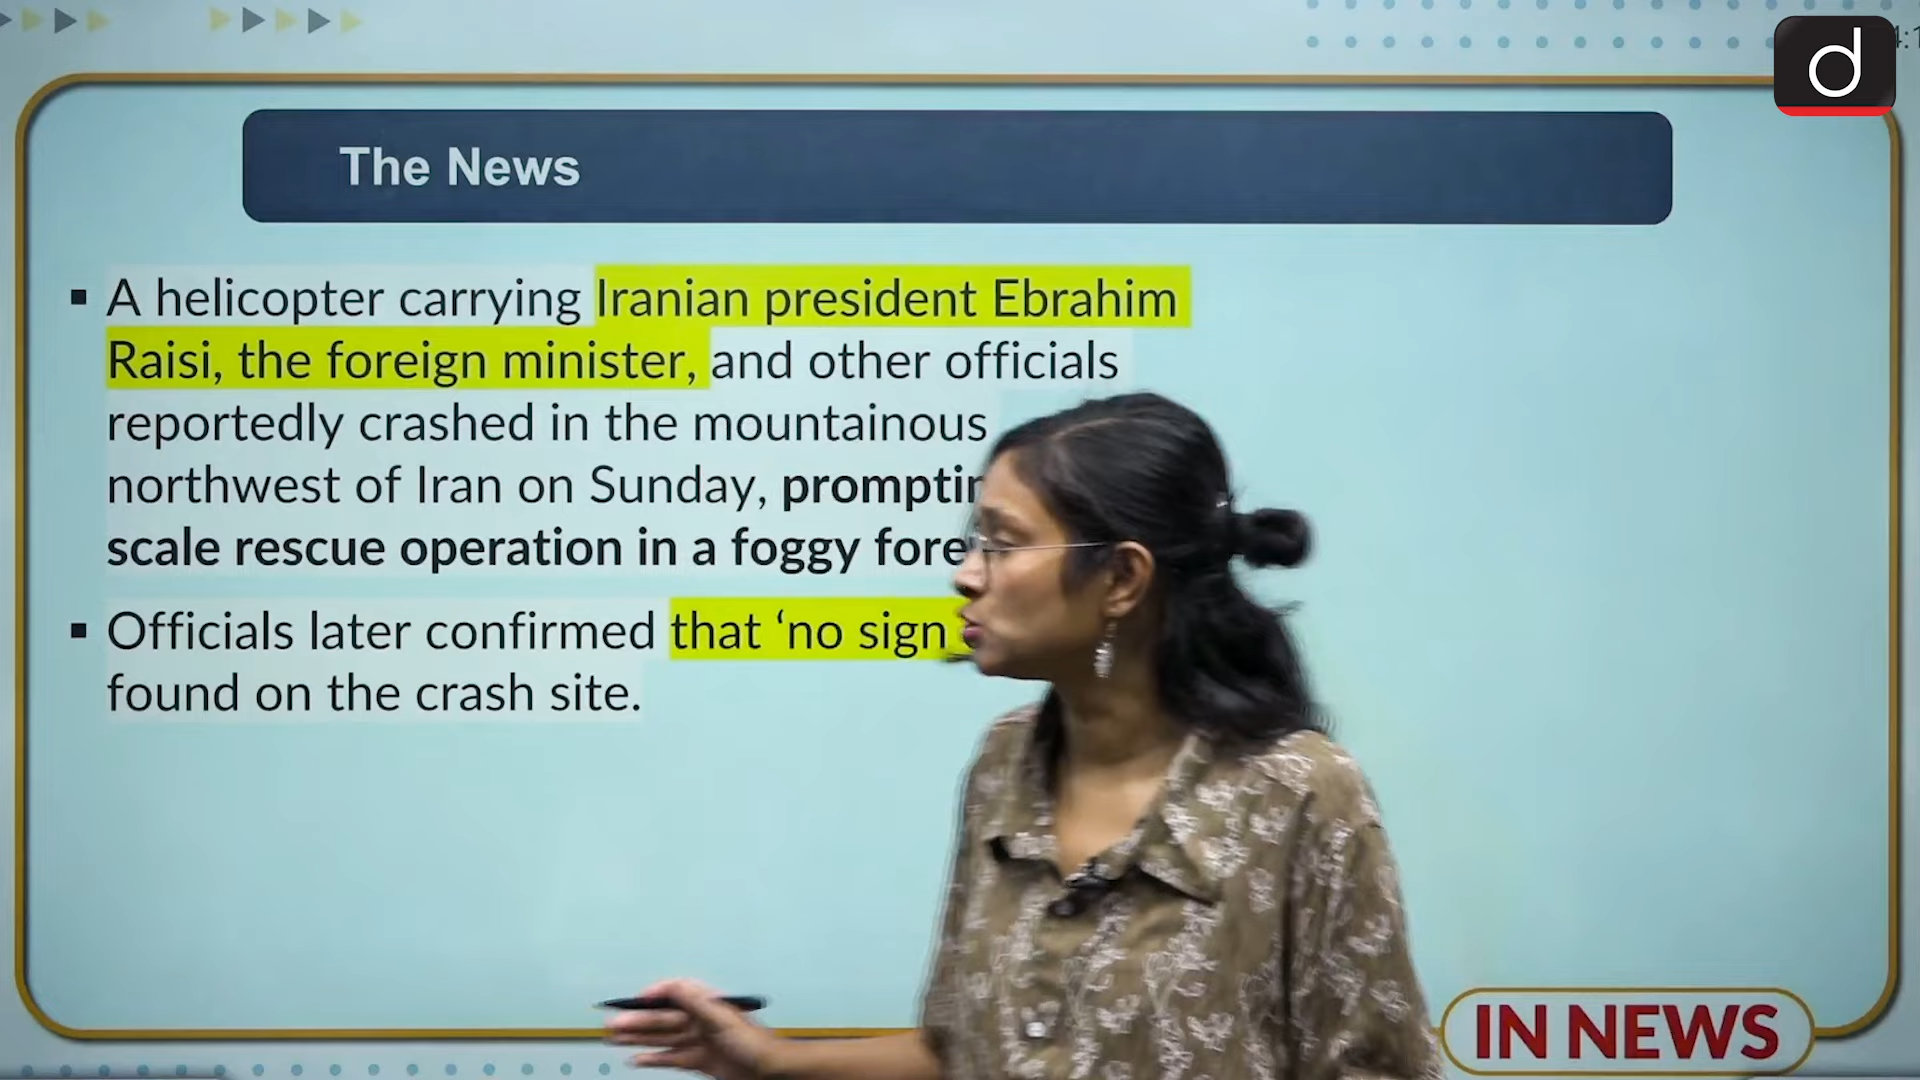 The News
▪ A helicopter carrying Iranian president Ebrahim
Raisi, the foreign minister, and other officials
reportedly crashed in the mountainous
northwest of Iran on Sunday,
scale rescue operation in a foggy
▪ Officials later confirmed that ‘no sign
found on the crash site.
IN NEWS
d